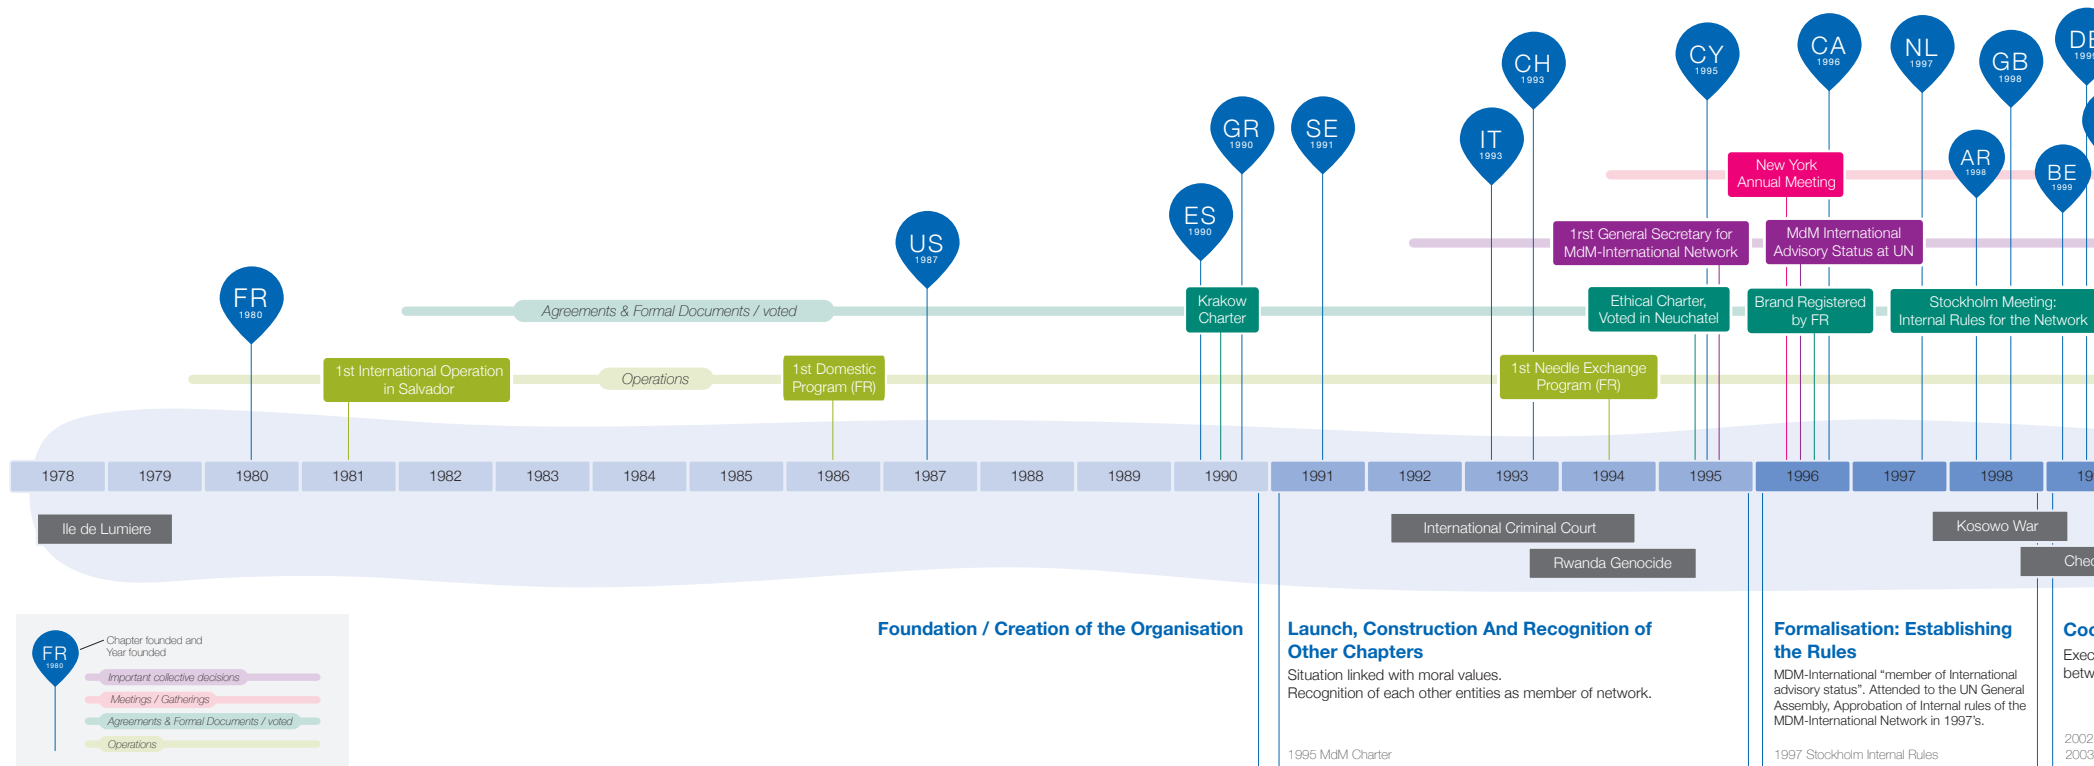 DE
1999
CA
1996
NL
1997
CY
1995
GB
1998
CH
1993
GR
1990
SE
1991
IT
1993
AR
1998
BE
1999
New York
Annual Meeting
ES
1990
US
1987
1rst General Secretary for
MdM-International Network
MdM International
Advisory Status at UN
FR
1980
Agreements & Formal Documents / voted
Krakow
Charter
Ethical Charter,
Voted in Neuchatel
Brand Registered
by FR
Stockholm Meeting:
Internal Rules for the Network
1st International Operation
in Salvador
Operations
1st Domestic
Program (FR)
1st Needle Exchange
Program (FR)
1978 1979 1980 1981 1982 1983 1984 1985 1986 1987 1988 1989 1990 1991 1992 1993 1994 1995 1996 1997 1998 19
Ile de Lumiere
International Criminal Court
Kosowo War
Rwanda Genocide
Chec
Foundation / Creation of the Organisation
Launch, Construction And Recognition of
Other Chapters
Situation linked with moral values.
Recognition of each other entities as member of network.
1995 MdM Charter
Formalisation: Establishing
the Rules
MDM-International “member of International
advisory status”. Attended to the UN General
Assembly, Approbation of Internal rules of the
MDM-International Network in 1997’s.
1997 Stockholm Internal Rules
Exec
betw
2002
2003
FR
1980
Chapter founded and
Year founded
Important collective decisions
Meetings / Gatherings
Agreements & Formal Documents / voted
Operations